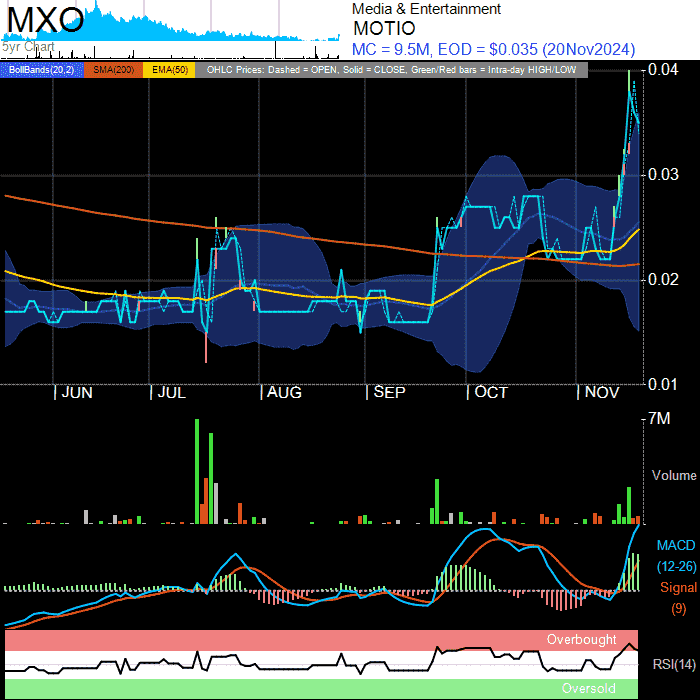 MXO
5yr Chart
Media & Entertainment
MOTIO
MC = 9.5M, EOD = $0.035 (20Nov2024)
BollBands(20,2) SMA(200) EMA(50) OHLC Prices: Dashed = OPEN, Solid = CLOSE, Green/Red bars = Intra-day HIGH/LOW
0.04
0.03
0.02
0.01
| JUN | JUL | AUG | SEP | OCT | NOV
7M
Volume
MACD
(12-26)
Signal
(9)
Overbought
RSI(14)
Oversold